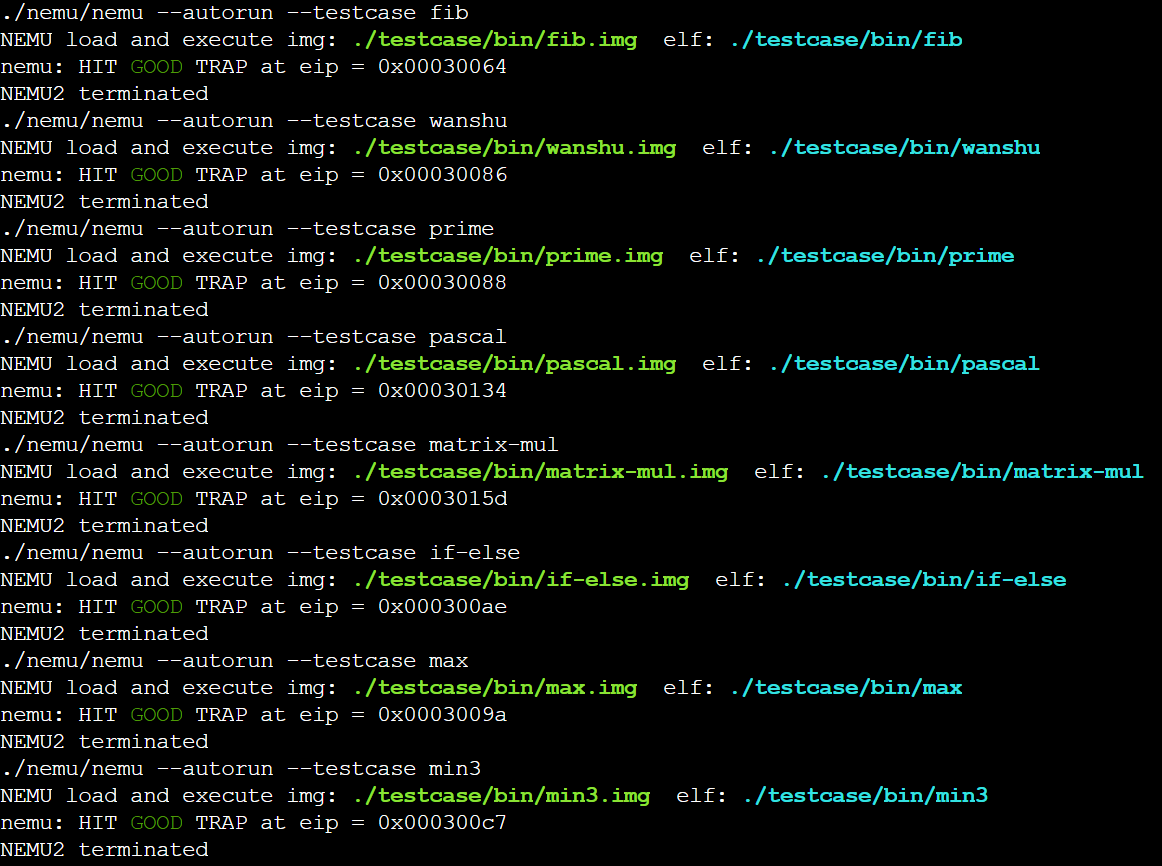 ./nemu/nemu --autorun --testcase fib
NEMU load and execute img: ./testcase/bin/fib.img  elf: ./testcase/bin/fib
nemu: HIT GOOD TRAP at eip = 0x00030064
NEMU2 terminated
./nemu/nemu --autorun --testcase wanshu
NEMU load and execute img: ./testcase/bin/wanshu.img  elf: ./testcase/bin/wanshu
nemu: HIT GOOD TRAP at eip = 0x00030086
NEMU2 terminated
./nemu/nemu --autorun --testcase prime
NEMU load and execute img: ./testcase/bin/prime.img  elf: ./testcase/bin/prime
nemu: HIT GOOD TRAP at eip = 0x00030088
NEMU2 terminated
./nemu/nemu --autorun --testcase pascal
NEMU load and execute img: ./testcase/bin/pascal.img  elf: ./testcase/bin/pascal
nemu: HIT GOOD TRAP at eip = 0x00030134
NEMU2 terminated
./nemu/nemu --autorun --testcase matrix-mul
NEMU load and execute img: ./testcase/bin/matrix-mul.img  elf: ./testcase/bin/matrix-mul
nemu: HIT GOOD TRAP at eip = 0x0003015d
NEMU2 terminated
./nemu/nemu --autorun --testcase if-else
NEMU load and execute img: ./testcase/bin/if-else.img  elf: ./testcase/bin/if-else
nemu: HIT GOOD TRAP at eip = 0x000300ae
NEMU2 terminated
./nemu/nemu --autorun --testcase max
NEMU load and execute img: ./testcase/bin/max.img  elf: ./testcase/bin/max
nemu: HIT GOOD TRAP at eip = 0x0003009a
NEMU2 terminated
./nemu/nemu --autorun --testcase min3
NEMU load and execute img: ./testcase/bin/min3.img  elf: ./testcase/bin/min3
nemu: HIT GOOD TRAP at eip = 0x000300c7
NEMU2 terminated